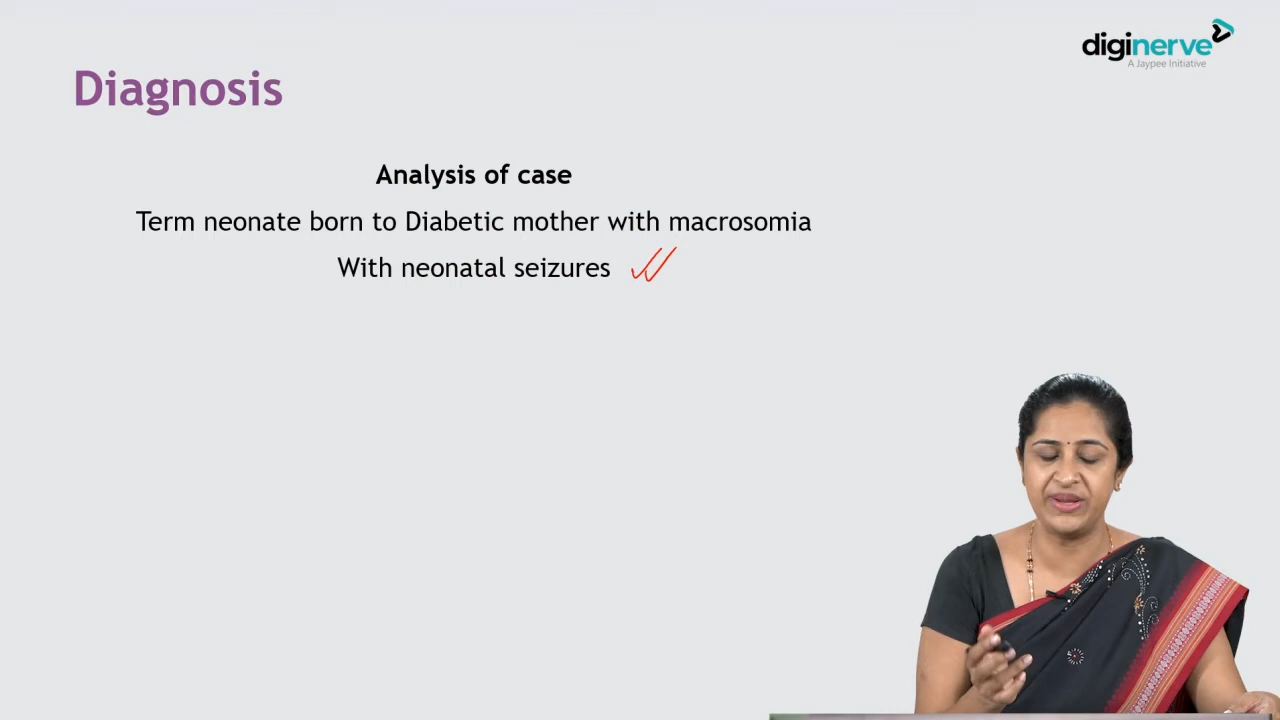 diginerve
A Jaypee Initiative
Diagnosis
Analysis of case
Term neonate born to Diabetic mother with macrosomia
With neonatal seizures